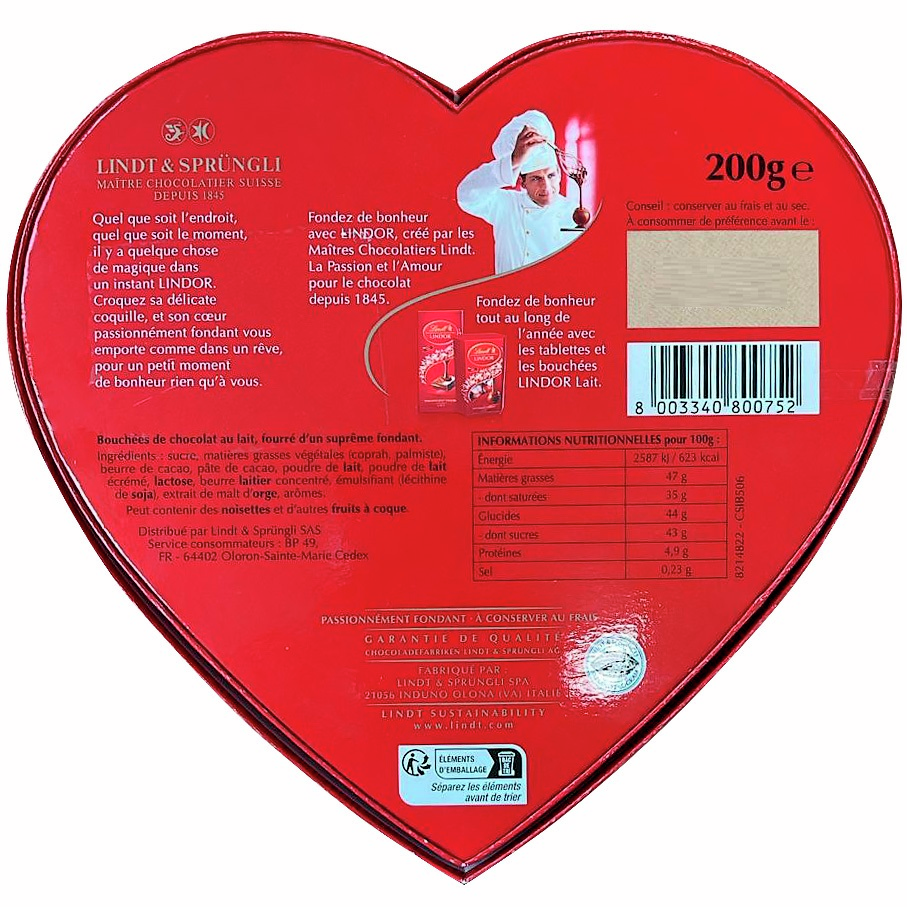 LINDT & SPRÜNGLI
MAÎTRE CHOCOLATIER SUISSE
DEPUIS 1845
Quel que soit l'endroit,
quel que soit le moment,
il y a quelque chose
de magique dans
un instant LINDOR.
Croquez sa délicate
coquille, et son cœur
passionnément fondant vous
emporte comme dans un rêve,
pour un petit moment
de bonheur rien qu'à vous.
Fondez de bonheur
avec LINDOR, créé par les
Maîtres Chocolatiers Lindt.
La Passion et l'Amour
pour le chocolat
depuis 1845.
Fondez de bonheur
tout au long de
l'année avec
les tablettes et
les bouchées
LINDOR Lait.
Lindt
LINDOR
Lindt
LINDOR
200g e
Conseil : conserver au frais et au sec.
À consommer de préférence avant le :
8 003340 800752
Bouchées de chocolat au lait, fourré d'un suprême fondant.
Ingrédients : sucre, matières grasses végétales (coprah, palmiste),
beurre de cacao, pâte de cacao, poudre de lait, poudre de lait
écrémé, lactose, beurre laitier concentré, émulsifiant (lécithine
de soja), extrait de malt d'orge, arômes.
Peut contenir des noisettes et d'autres fruits à coque.
Distribué par Lindt & Sprüngli SAS
Service consommateurs : BP 49,
FR - 64402 Oloron-Sainte-Marie Cedex
INFORMATIONS NUTRITIONNELLES pour 100g :
Énergie 2587 kJ / 623 kcal
Matières grasses 47 g
- dont saturées 35 g
Glucides 44 g
- dont sucres 43 g
Protéines 4,9 g
Sel 0,23 g
8214822 - CSIB506
PASSIONNÉMENT FONDANT · À CONSERVER AU FRAIS
GARANTIE DE QUALITÉ
CHOCOLADEFABRIKEN LINDT & SPRÜNGLI AG
FABRIQUÉ PAR :
LINDT & SPRÜNGLI SPA
21056 INDUNO OLONA (VA) ITALIE
LINDT SUSTAINABILITY
www.lindt.com
ÉLÉMENTS
D'EMBALLAGE
BAC
DE TRI
Séparez les éléments
avant de trier